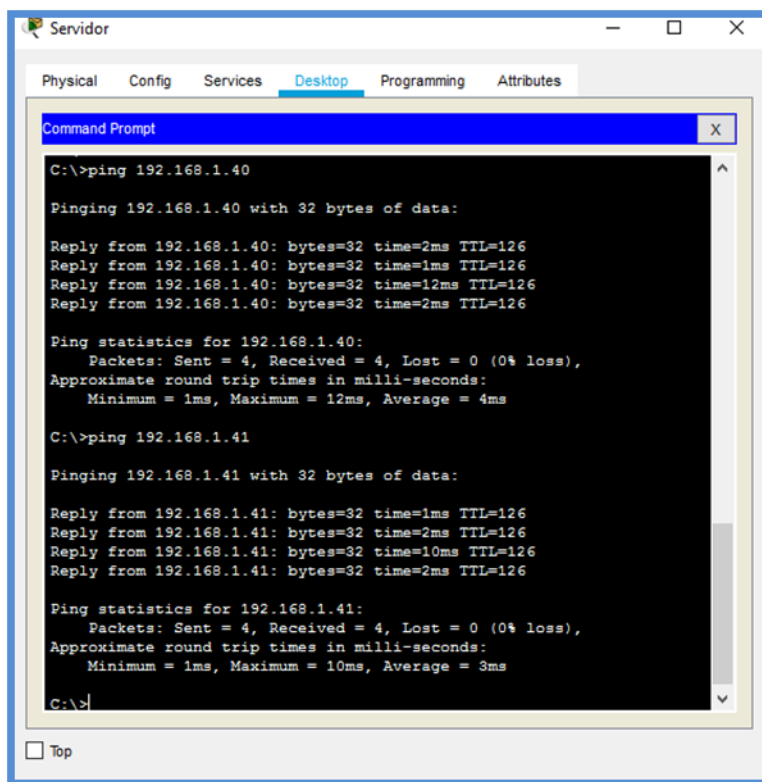 Servidor
Physical Config Services Desktop Programming Attributes
Command Prompt X
C:\>ping 192.168.1.40
Pinging 192.168.1.40 with 32 bytes of data:
Reply from 192.168.1.40: bytes=32 time=2ms TTL=126
Reply from 192.168.1.40: bytes=32 time=1ms TTL=126
Reply from 192.168.1.40: bytes=32 time=12ms TTL=126
Reply from 192.168.1.40: bytes=32 time=2ms TTL=126
Ping statistics for 192.168.1.40:
Packets: Sent = 4, Received = 4, Lost = 0 (0% loss),
Approximate round trip times in milli-seconds:
Minimum = 1ms, Maximum = 12ms, Average = 4ms
C:\>ping 192.168.1.41
Pinging 192.168.1.41 with 32 bytes of data:
Reply from 192.168.1.41: bytes=32 time=1ms TTL=126
Reply from 192.168.1.41: bytes=32 time=2ms TTL=126
Reply from 192.168.1.41: bytes=32 time=10ms TTL=126
Reply from 192.168.1.41: bytes=32 time=2ms TTL=126
Ping statistics for 192.168.1.41:
Packets: Sent = 4, Received = 4, Lost = 0 (0% loss),
Approximate round trip times in milli-seconds:
Minimum = 1ms, Maximum = 10ms, Average = 3ms
C:\>
Top